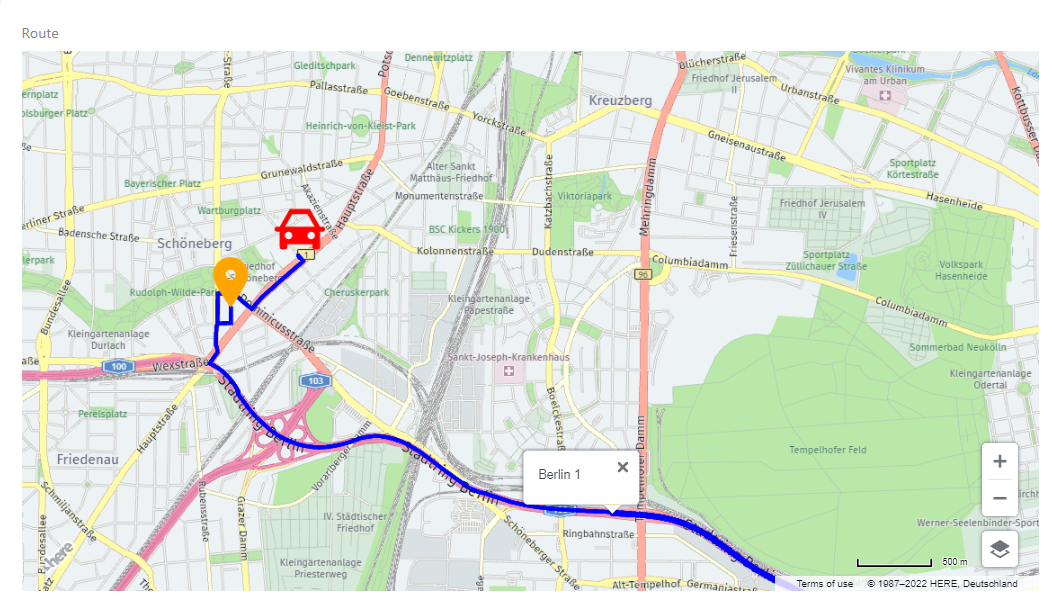 Route
Gleditschpark
Dennewitzplatz
Blücherstraße
Friedhof Jerusalem
II
Vivantes Klinikum
am Urban
Urbanstraße
Pallasstraße
Goebenstraße
Kreuzberg
Yorckstraße
Heinrich-von-Kleist-Park
Gneisenaustraße
Sportplatz
Körtestraße
Hasenheide
Grunewaldstraße
Alter Sankt
Matthäus-Friedhof
Bayerischer Platz
Akazienstraße
Hauptstraße
Monumentenstraße
Viktoriapark
Katzbachstraße
Mehringdamm
Friesenstraße
Friedhof Jerusalem
IV
Wartburgplatz
BSC Kickers 1900
Badensche Straße
Schöneberg
Kolonnenstraße
Dudenstraße
Columbiadamm
Sportplatz
Züllichauer Straße
Volkspark
Hasenheide
1
96
Rudolph-Wilde-Park
Cheruskerpark
Kleingartenanlage
Papestraße
Columbiadamm
Bundesallee
Dominicusstraße
Kleingartenanlage
Durlach
Sommerbad Neukölln
Sankt-Joseph-Krankenhaus
100
Wexstraße
103
Kleingartenanlage
Odertal
Stadtring Berlin
Boelckestraße
Perelsplatz
Hauptstraße
Tempelhofer Damm
Tempelhofer Feld
Friedenau
Vorarlberger Damm
Stadtring Berlin
Berlin 1
Rubensstraße
Grazer Damm
Schmiljanstraße
IV. Städtischer
Friedhof
Schöneberger Straße
Ringbahnstraße
Werner-Seelenbinder-Sport
Bundesallee
here
Kleingartenanlage
Priesterweg
500 m
Alt-Tempelhof
Germaniastraße
Terms of use
© 1987–2022 HERE, Deutschland